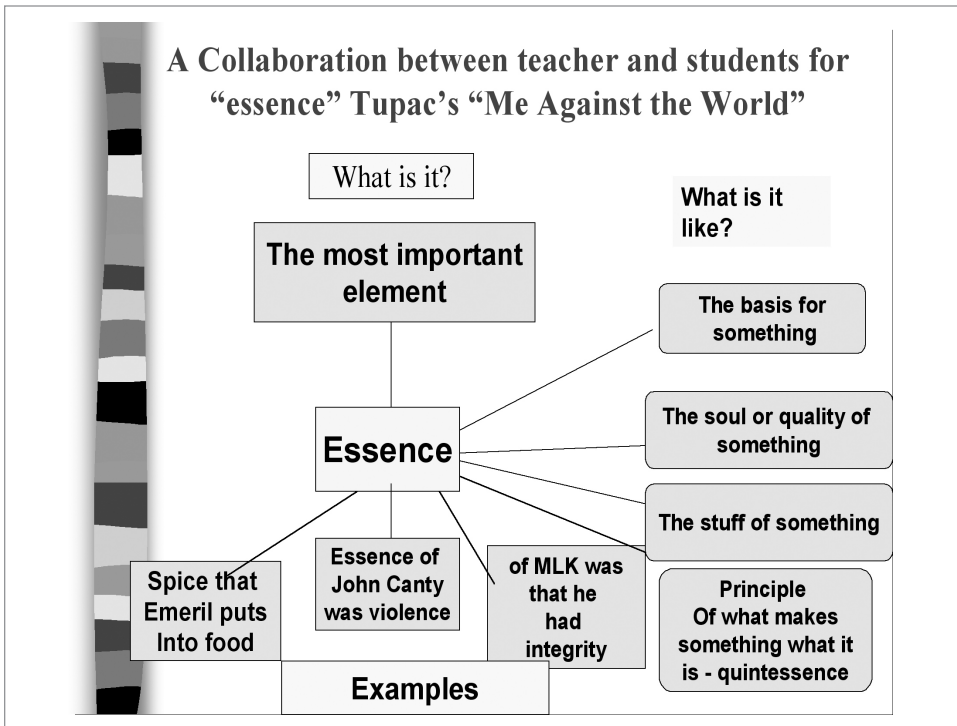 A Collaboration between teacher and students for
“essence” Tupac’s “Me Against the World”
What is it?
What is it
like?
The most important
element
The basis for
something
The soul or quality of
something
Essence
The stuff of something
Spice that
Emeril puts
Into food
Essence of
John Canty
was violence
of MLK was
that he
had
integrity
Principle
Of what makes
something what it
is - quintessence
Examples